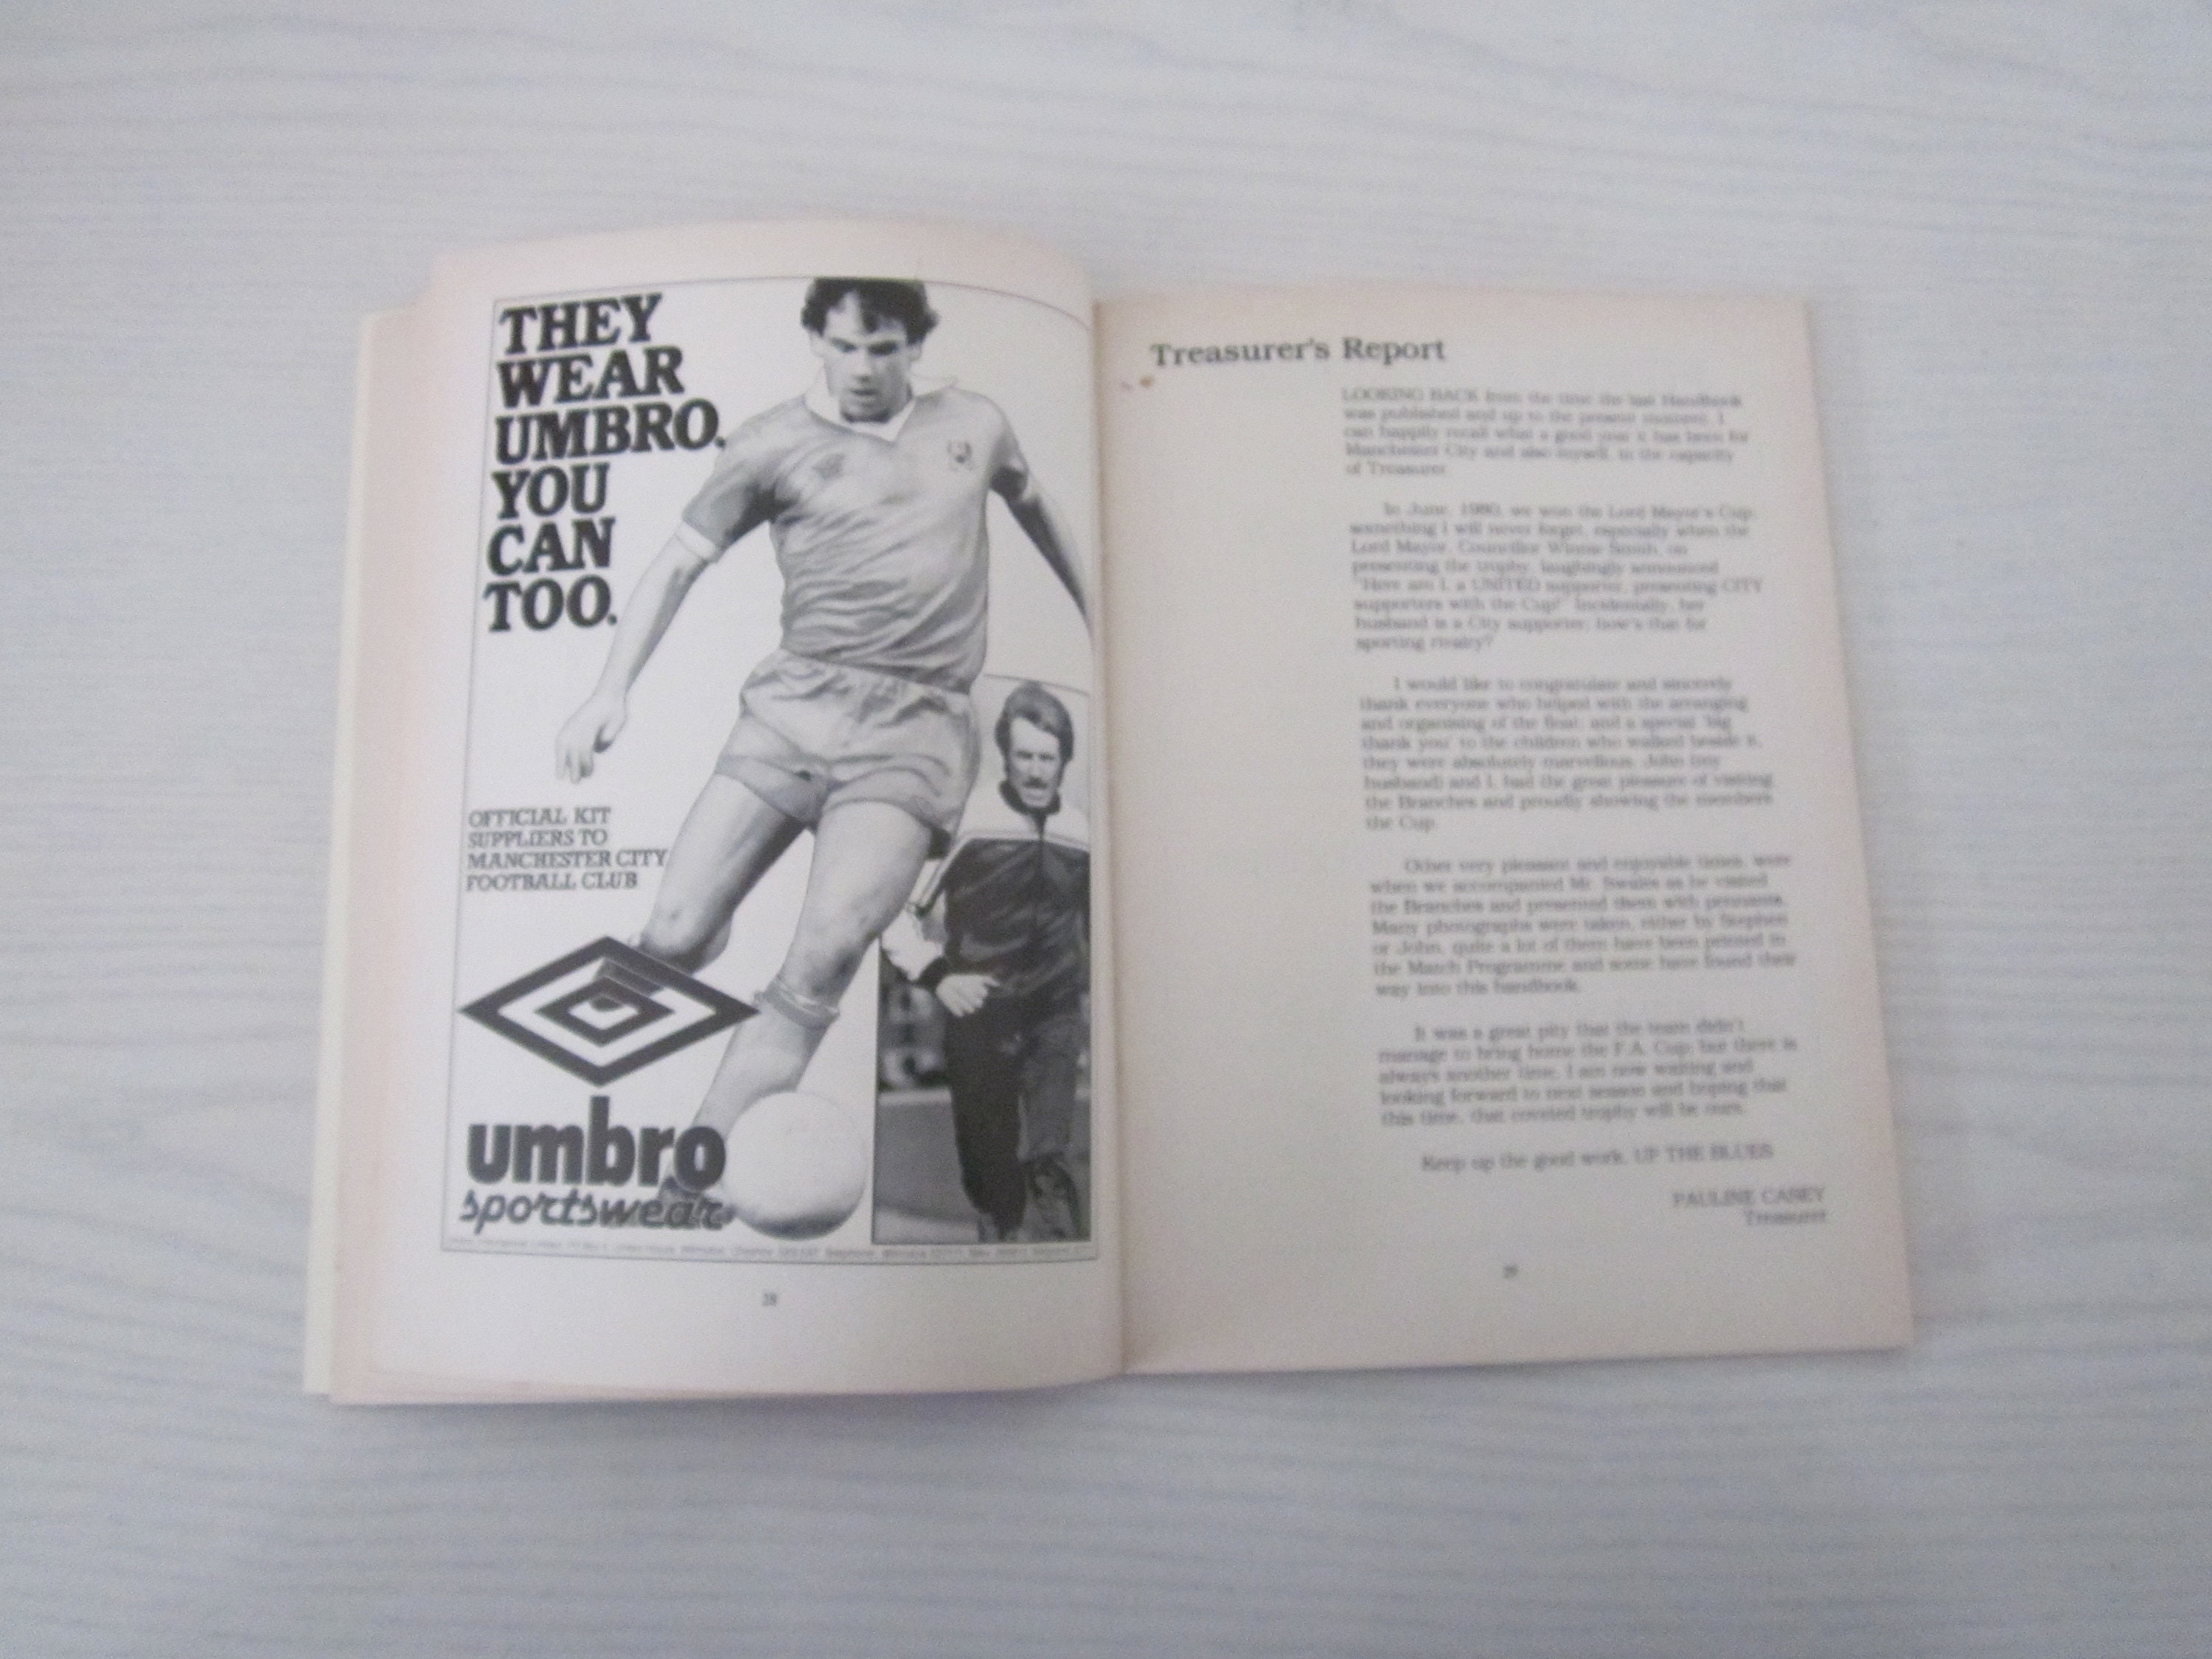 THEY
WEAR
UMBRO.
YOU
CAN
TOO.
OFFICIAL KIT
SUPPLIERS TO
MANCHESTER CITY
FOOTBALL CLUB
umbro
sportswear
28
Treasurer's Report
LOOKING BACK from the time the last Handbook
was published and up to the present moment, I
can happily recall what a good year it has been for
Manchester City and also myself, in the capacity
of Treasurer.
In June, 1980, we won the Lord Mayor's Cup,
something I will never forget, especially when the
Lord Mayor, Councillor Winnie Smith, on
presenting the trophy, laughingly announced
"Here am I, a UNITED supporter, presenting CITY
supporters with the Cup!" Incidentally, her
husband is a City supporter; how's that for
sporting rivalry?
I would like to congratulate and sincerely
thank everyone who helped with the arranging
and organising of the float; and a special 'big
thank you' to the children who walked beside it,
they were absolutely marvellous. John (my
husband) and I, had the great pleasure of visiting
the Branches and proudly showing the members
the Cup.
Other very pleasant and enjoyable times, were
when we accompanied Mr. Swales as he visited
the Branches and presented them with pennants.
Many photographs were taken, either by Stephen
or John, quite a lot of them have been printed in
the Match Programme and some have found their
way into this handbook.
It was a great pity that the team didn't
manage to bring home the F.A. Cup; but there is
always another time. I am now waiting and
looking forward to next season and hoping that
this time, that coveted trophy will be ours.
Keep up the good work, UP THE BLUES
PAULINE CASEY
Treasurer
29